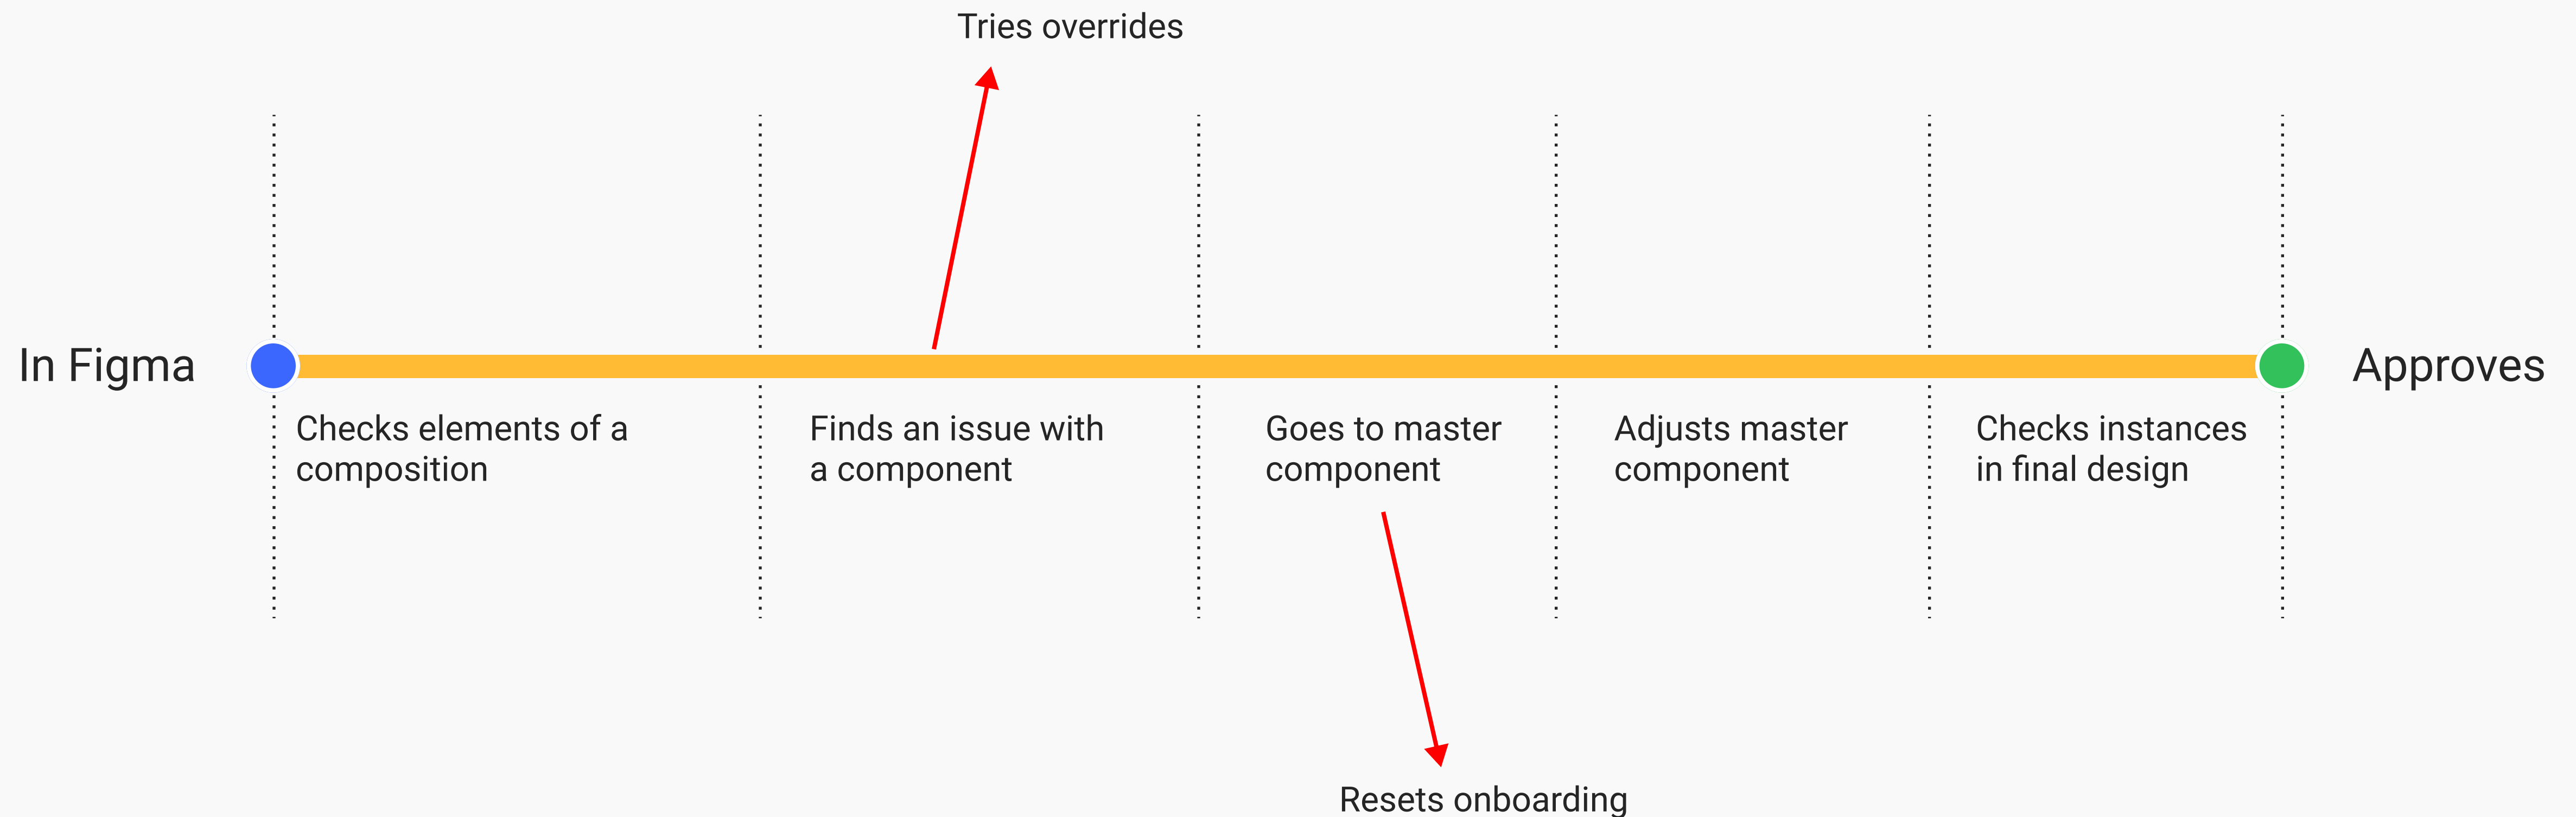 Tries overrides
In Figma
Approves
Checks elements of a
composition
Finds an issue with
a component
Goes to master
component
Adjusts master
component
Checks instances
in final design
Resets onboarding